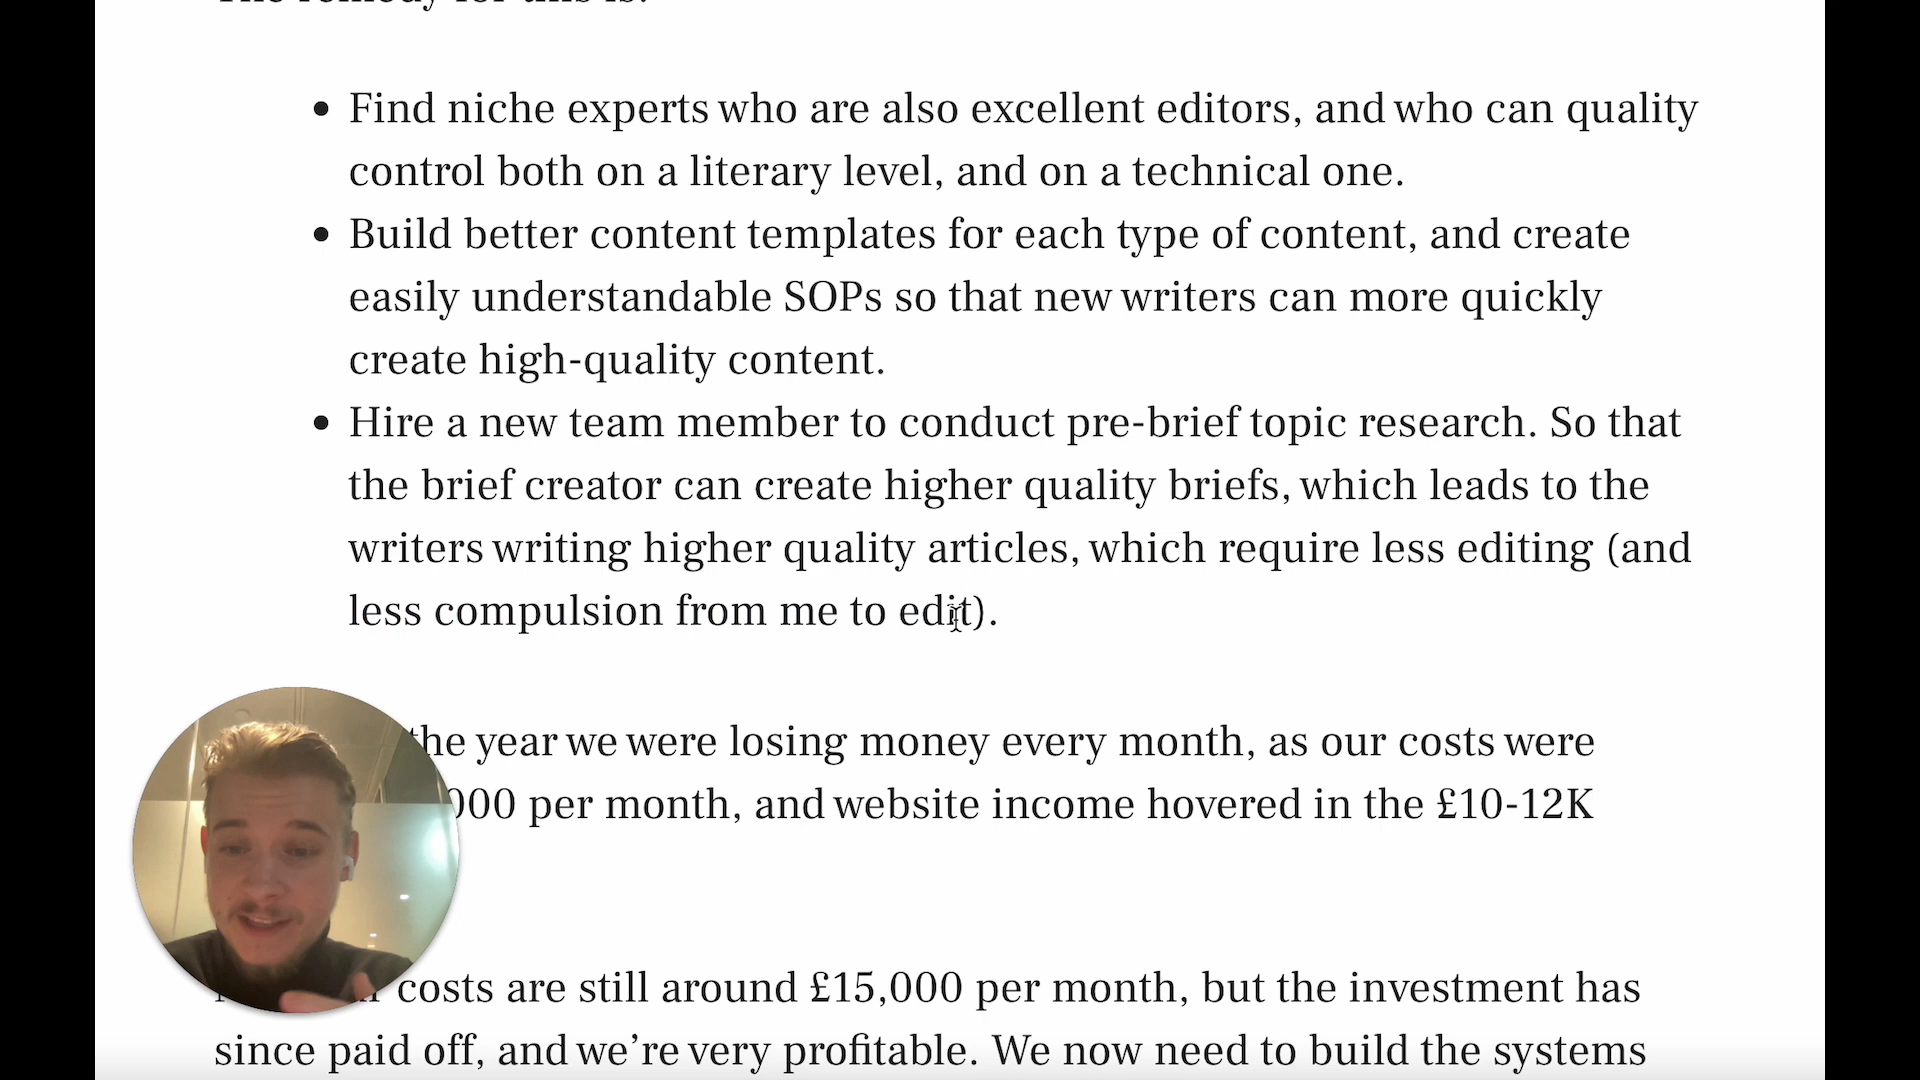 The remedy for this is:
Find niche experts who are also excellent editors, and who can quality
control both on a literary level, and on a technical one.
Build better content templates for each type of content, and create
easily understandable SOPs so that new writers can more quickly
create high-quality content.
Hire a new team member to conduct pre-brief topic research. So that
the brief creator can create higher quality briefs, which leads to the
writers writing higher quality articles, which require less editing (and
less compulsion from me to edit).
the year we were losing money every month, as our costs were
000 per month, and website income hovered in the £10-12K
costs are still around £15,000 per month, but the investment has
since paid off, and we’re very profitable. We now need to build the systems